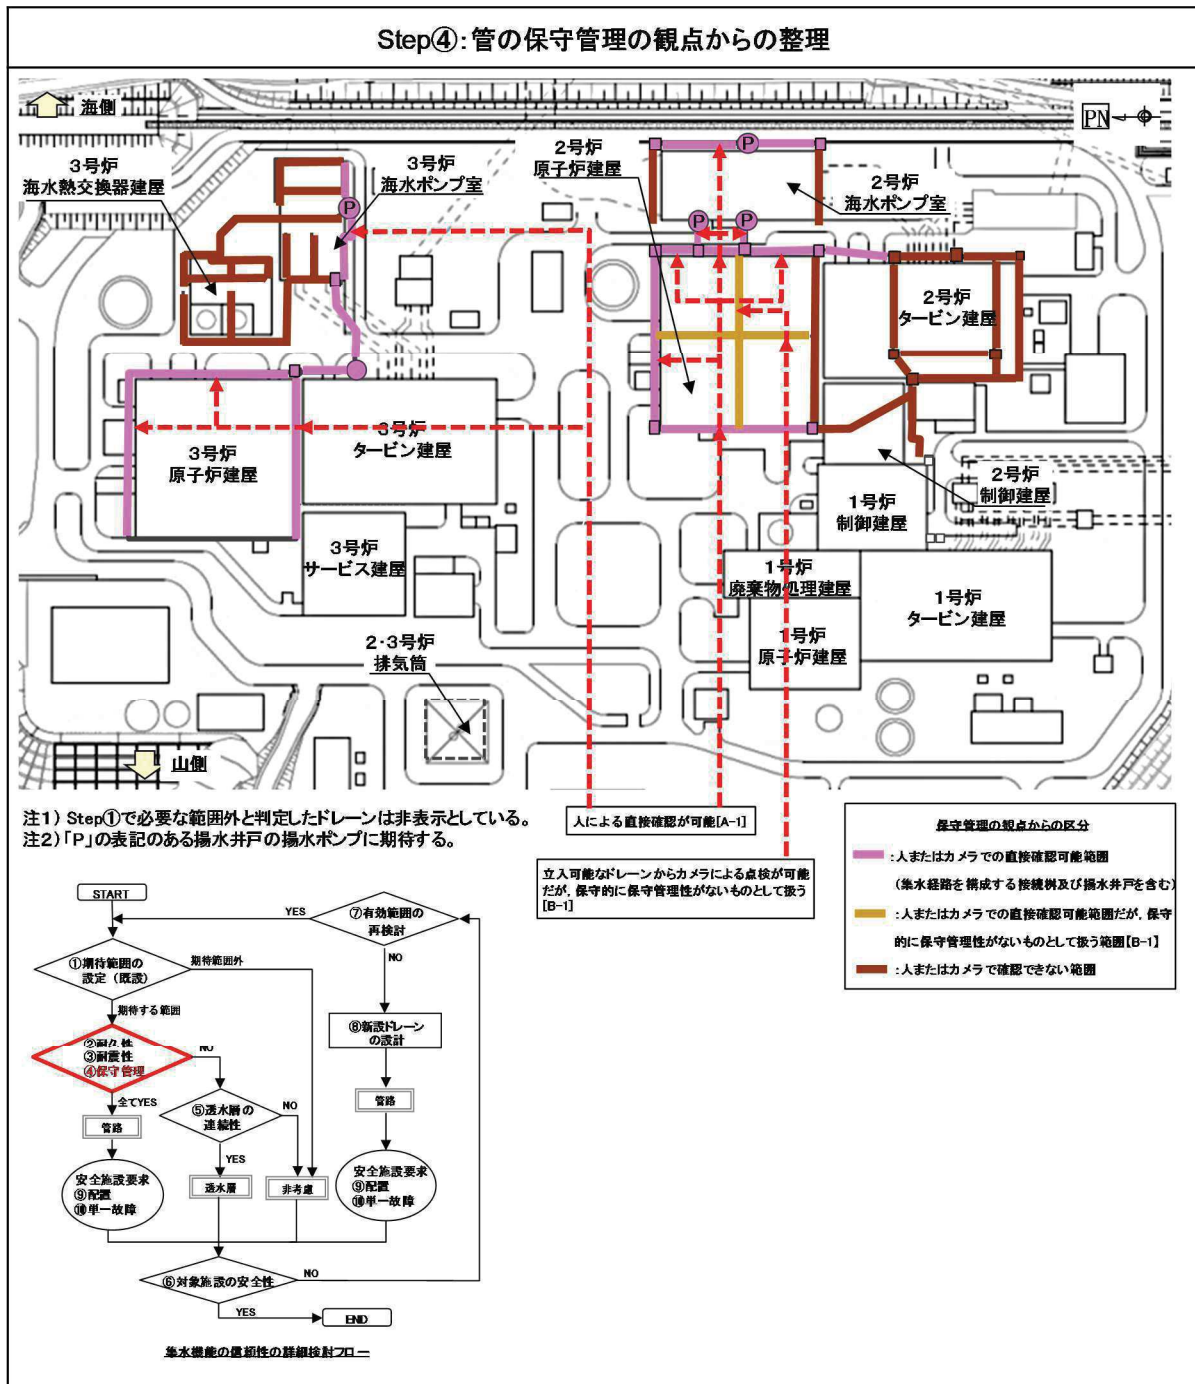 Step④:管の保守管理の観点からの整理
海側
PN
3号炉
海水熱交換器建屋
3号炉
海水ポンプ室
2号炉
原子炉建屋
2号炉
海水ポンプ室
P
P
P
P
2号炉
タービン建屋
3号炉
原子炉建屋
3号炉
タービン建屋
2号炉
制御建屋
1号炉
制御建屋
3号炉
サービス建屋
1号炉
廃棄物処理建屋
1号炉
タービン建屋
1号炉
原子炉建屋
2・3号炉
排気筒
山側
注1) Step①で必要な範囲外と判定したドレーンは非表示としている。
注2)「P」の表記のある揚水井戸の揚水ポンプに期待する。
人による直接確認が可能[A-1]
立入可能なドレーンからカメラによる点検が可能
だが,保守的に保守管理性がないものとして扱う
[B-1]
保守管理の観点からの区分
:人またはカメラでの直接確認可能範囲
(集水経路を構成する接続桝及び揚水井戸を含む)
:人またはカメラでの直接確認可能範囲だが,保守
的に保守管理性がないものとして扱う範囲【B-1】
:人またはカメラで確認できない範囲
START
YES
⑦有効範囲の
再検討
①期待範囲の
設定(既設)
期待範囲外
NO
期待する範囲
②耐久性
③耐震性
④保守管理
NO
⑧新設ドレーン
の設計
全てYES
⑤透水層の
連続性
NO
管路
管路
YES
安全施設要求
⑨配置
⑩単一故障
透水層
非考慮
安全施設要求
⑨配置
⑩単一故障
⑥対象施設の安全性
NO
YES
END
集水機能の信頼性の詳細検討フロー